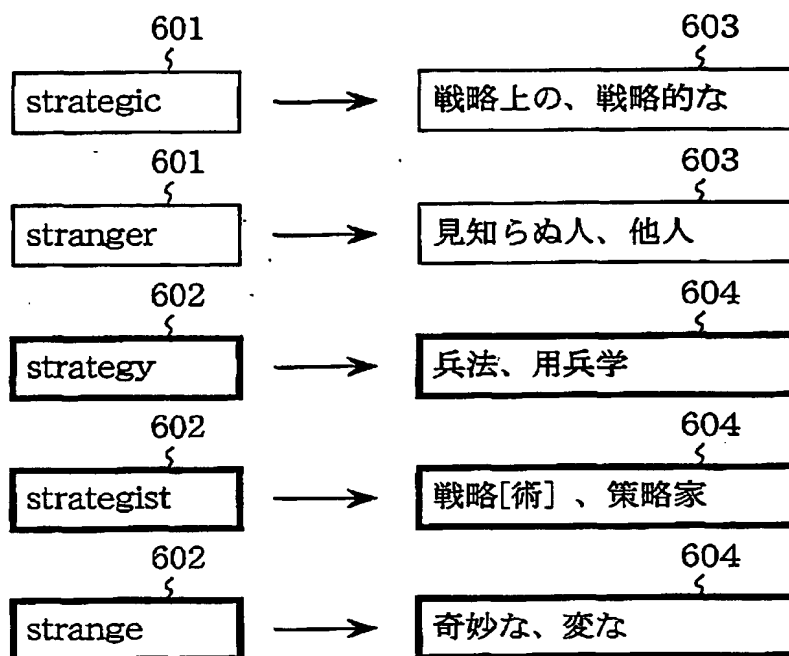 601 603
strategic 戦略上の、戦略的な
601 603
stranger 見知らぬ人、他人
602 604
strategy 兵法、用兵学
602 604
strategist 戦略[術]、策略家
602 604
strange 奇妙な、変な